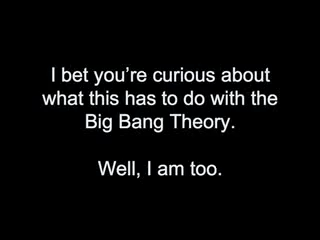 I bet you’re curious about
what this has to do with the
Big Bang Theory.
Well, I am too.